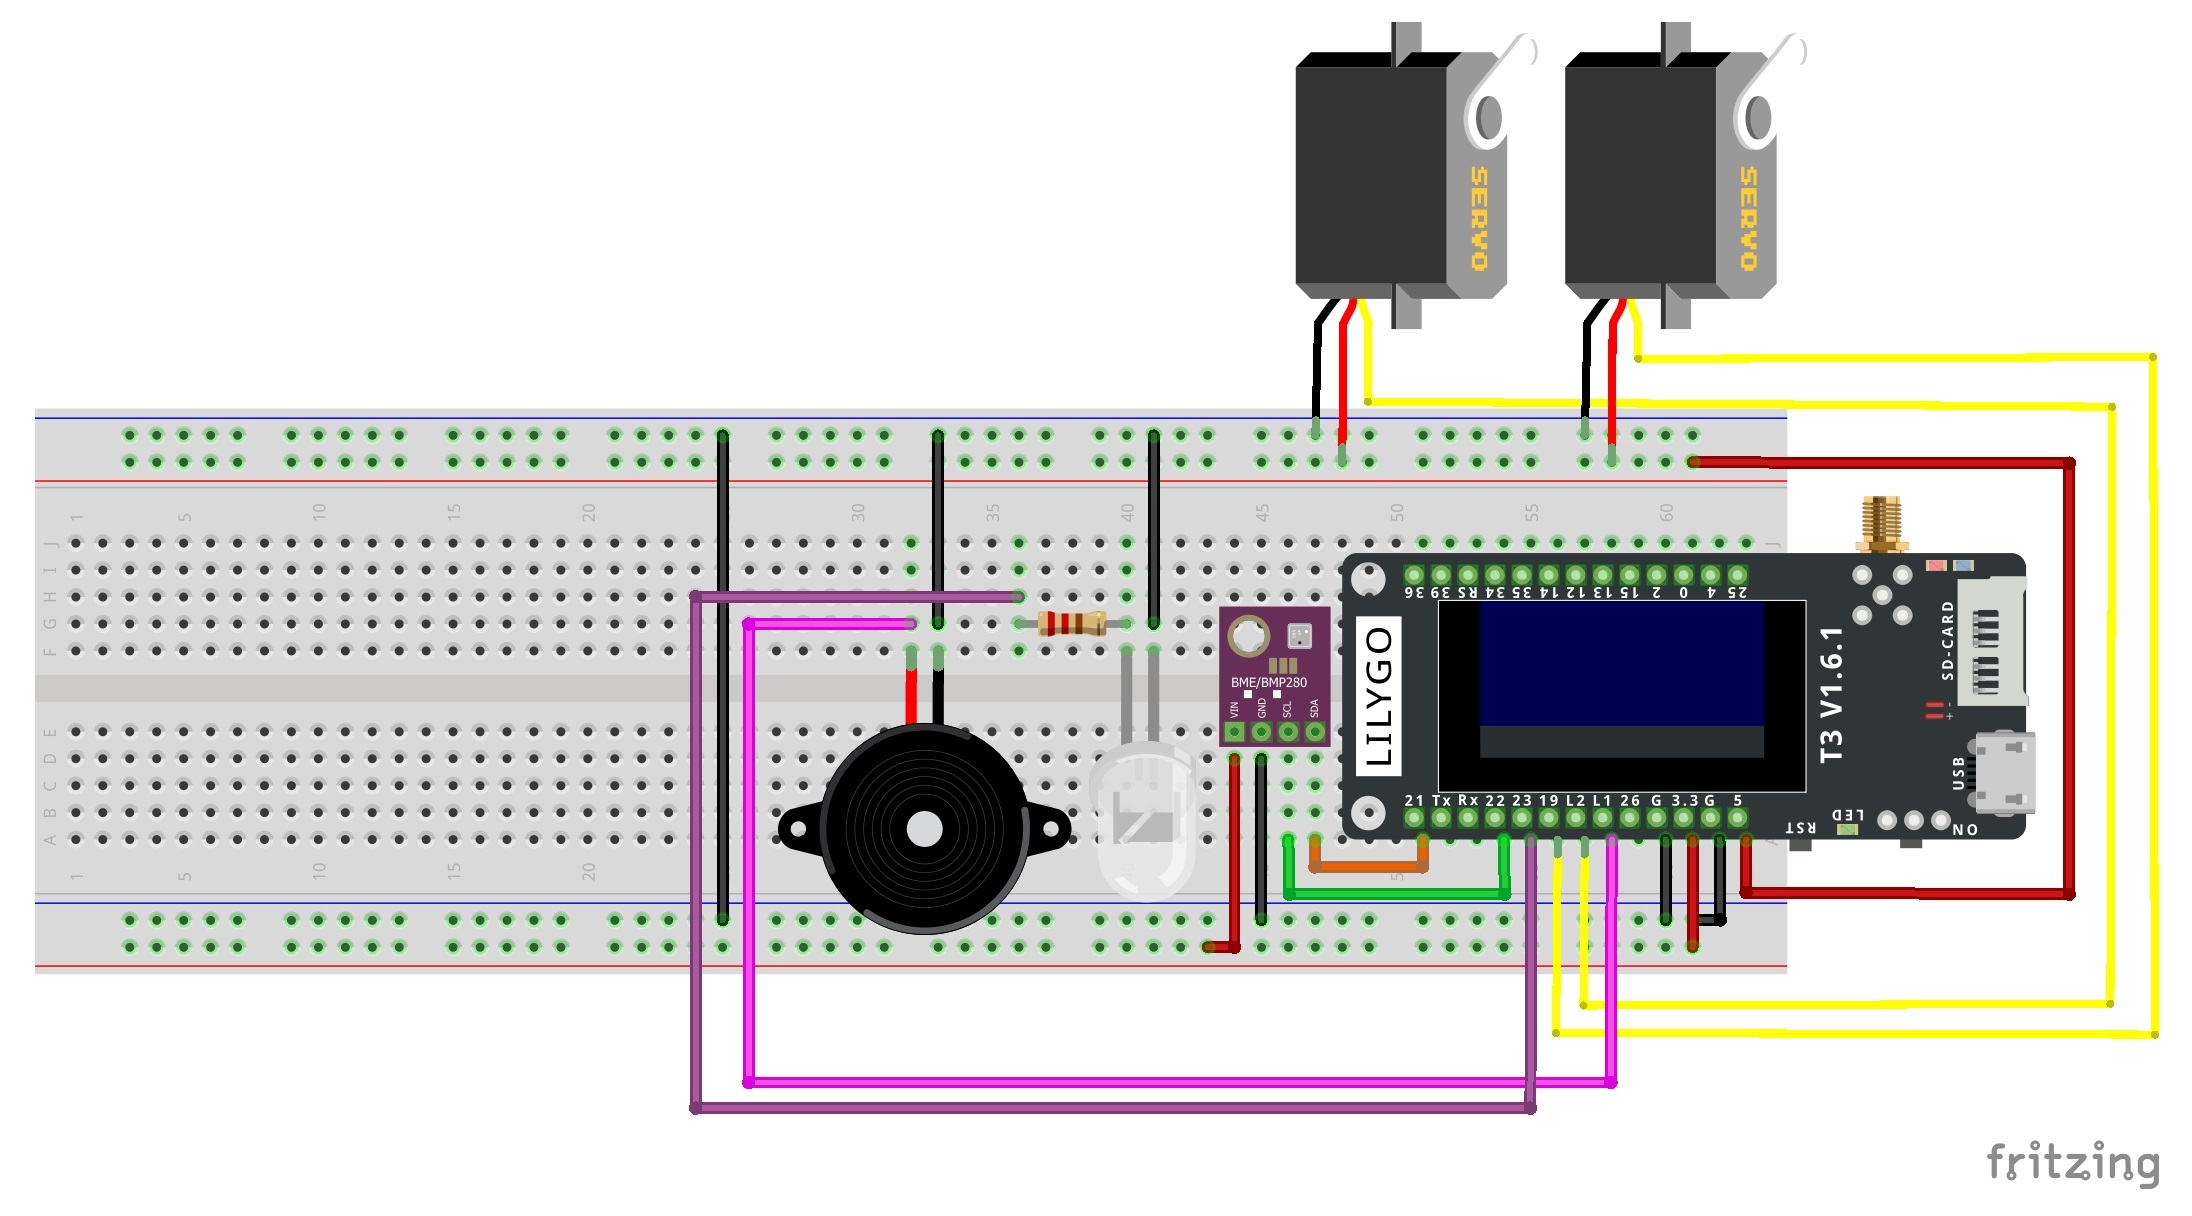 SERVO
SERVO
1 5 10 15 20 30 35 40 45 50 55 60
J
I
H
G
F
E
D
C
B
A
J
BME/BMP280
VIN GND SCL SDA
LILYGO
36 39 RS 34 35 14 12 13 15 2 0 4 25
T3 V1.6.1
SD-CARD
- +
USB
21 Tx Rx 22 23 19 L2 L1 26 G 3.3 G 5
RST
LED
NO
1 5 10 15 20
fritzing